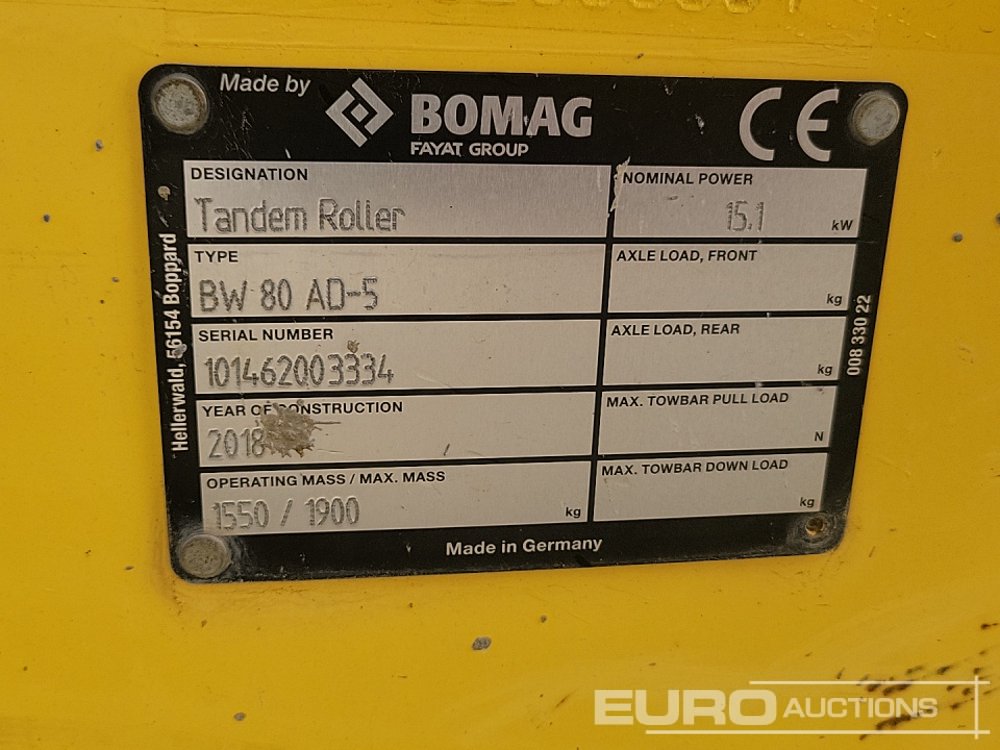 Made by
BOMAG
FAYAT GROUP
CE
DESIGNATION
Tandem Roller
NOMINAL POWER
15.1 kW
TYPE
BW 80 AD-5
AXLE LOAD, FRONT
kg
SERIAL NUMBER
101462003334
AXLE LOAD, REAR
kg
YEAR OF CONSTRUCTION
2018
MAX. TOWBAR PULL LOAD
N
OPERATING MASS / MAX. MASS
1550 / 1900 kg
MAX. TOWBAR DOWN LOAD
kg
Made in Germany
Hellerwald, 56154 Boppard
008 330 22
EURO AUCTIONS